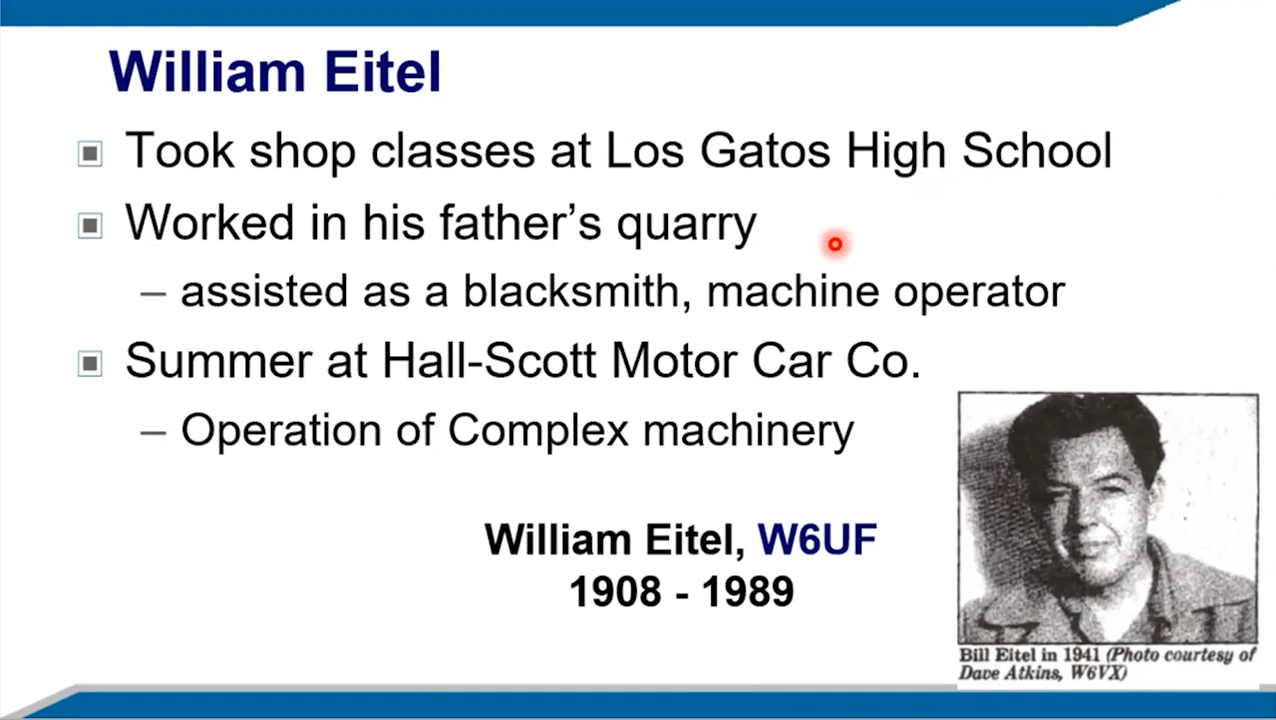 William Eitel
Took shop classes at Los Gatos High School
Worked in his father’s quarry
– assisted as a blacksmith, machine operator
Summer at Hall-Scott Motor Car Co.
– Operation of Complex machinery
William Eitel, W6UF
1908 - 1989
Bill Eitel in 1941 (Photo courtesy of
Dave Atkins, W6VX)